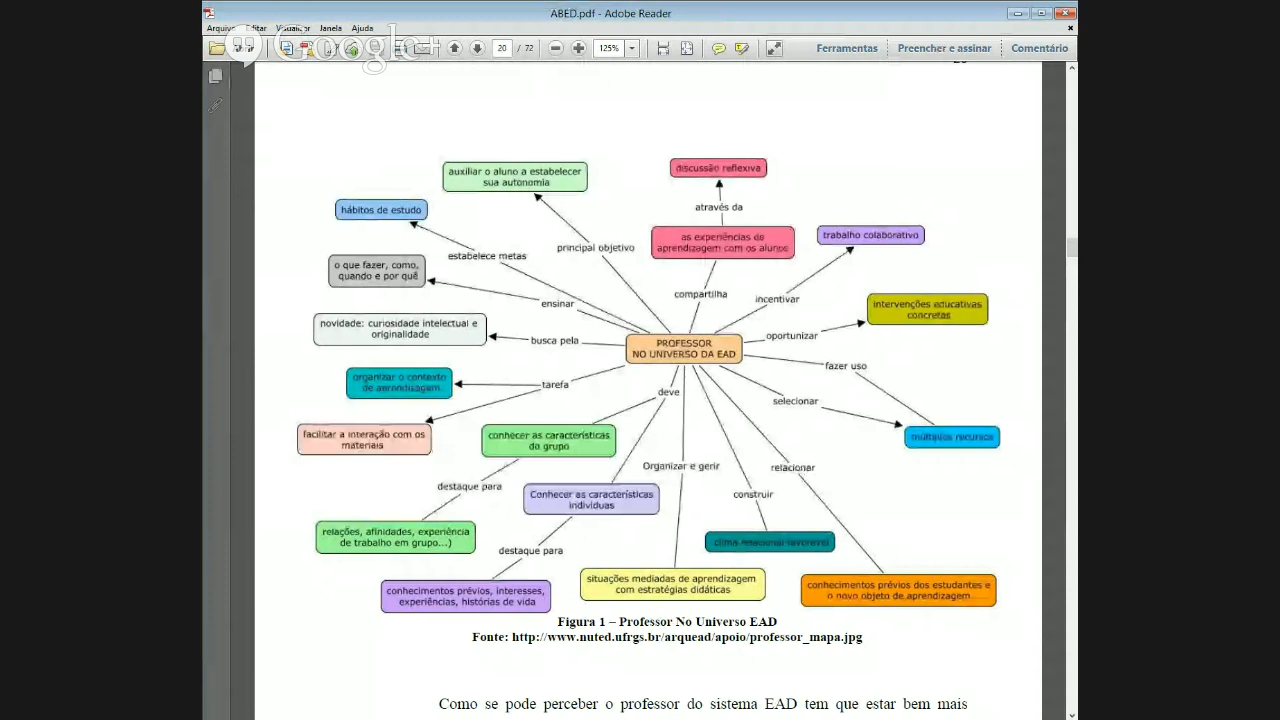 ABED.pdf - Adobe Reader
Arquivo Editar Visualizar Janela Ajuda
Google+
20 / 72
125%
Ferramentas
Preencher e assinar
Comentário
discussão reflexiva
auxiliar o aluno a estabelecer
sua autonomia
hábitos de estudo
através da
as experiências de
aprendizagem com os alunos
trabalho colaborativo
principal objetivo
estabelece metas
o que fazer, como,
quando e por quê
compartilha
incentivar
ensinar
intervenções educativas
concretas
novidade: curiosidade intelectual e
originalidade
busca pela
PROFESSOR
NO UNIVERSO DA EAD
oportunizar
fazer uso
organizar o contexto
de aprendizagem
tarefa
deve
selecionar
facilitar a interação com os
materiais
conhecer as características
do grupo
múltiplos recursos
Organizar e gerir
relacionar
destaque para
Conhecer as características
individuas
construir
relações, afinidades, experiência
de trabalho em grupo...)
destaque para
clima relacional favorável
conhecimentos prévios, interesses,
experiências, histórias de vida
situações mediadas de aprendizagem
com estratégias didáticas
conhecimentos prévios dos estudantes e
o novo objeto de aprendizagem
Figura 1 – Professor No Universo EAD
Fonte: http://www.nuted.ufrgs.br/arquead/apoio/professor_mapa.jpg
Como se pode perceber o professor do sistema EAD tem que estar bem mais